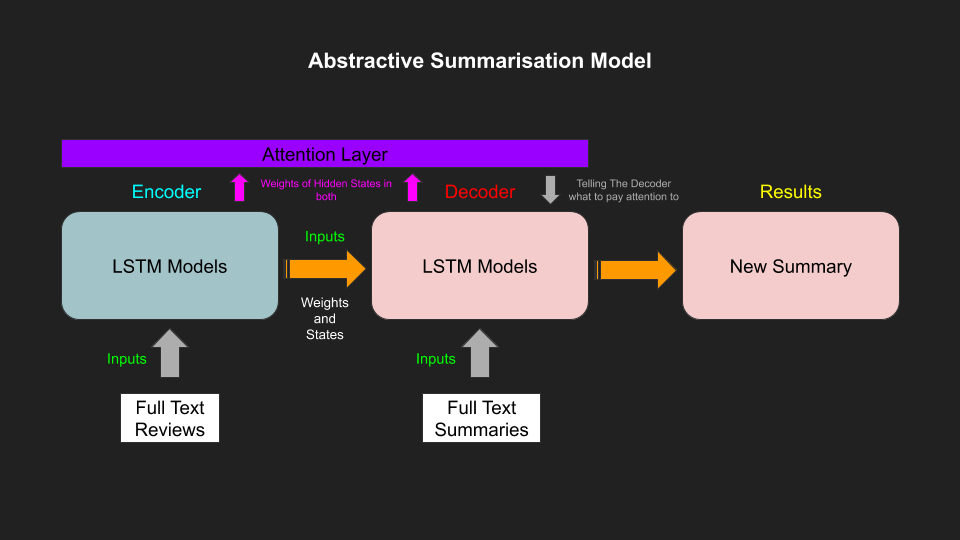 Abstractive Summarisation Model
Attention Layer
Encoder
Weights of Hidden States in
both
Decoder
Telling The Decoder
what to pay attention to
Results
LSTM Models
Inputs
Weights
and
States
LSTM Models
New Summary
Inputs
Full Text
Reviews
Inputs
Full Text
Summaries